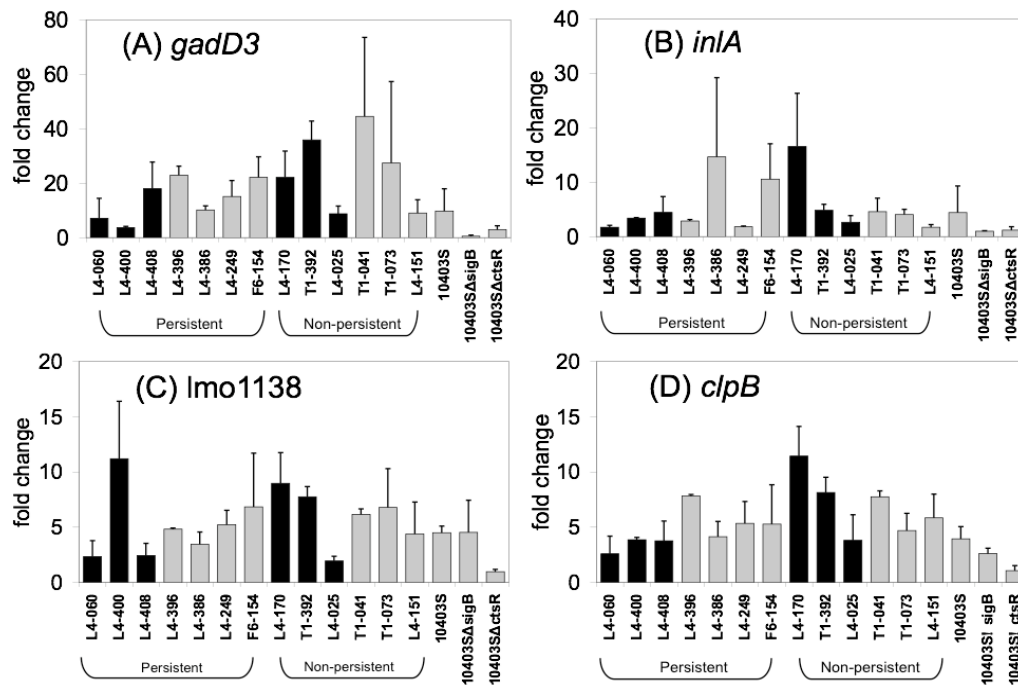 (A) gadD3
fold change
80
60
40
20
0
L4-060
L4-400
L4-408
L4-396
L4-386
L4-249
F6-154
L4-170
T1-392
L4-025
T1-041
T1-073
L4-151
10403S
10403SΔsigB
10403SΔctsR
Persistent
Non-persistent
(B) inlA
fold change
40
30
20
10
0
L4-060
L4-400
L4-408
L4-396
L4-386
L4-249
F6-154
L4-170
T1-392
L4-025
T1-041
T1-073
L4-151
10403S
10403SΔsigB
10403SΔctsR
Persistent
Non-persistent
(C) lmo1138
fold change
20
15
10
5
0
L4-060
L4-400
L4-408
L4-396
L4-386
L4-249
F6-154
L4-170
T1-392
L4-025
T1-041
T1-073
L4-151
10403S
10403SΔsigB
10403SΔctsR
Persistent
Non-persistent
(D) clpB
fold change
20
15
10
5
0
L4-060
L4-400
L4-408
L4-396
L4-386
L4-249
F6-154
L4-170
T1-392
L4-025
T1-041
T1-073
L4-151
10403S
10403S! sigB
10403S! ctsR
Persistent
Non-persistent